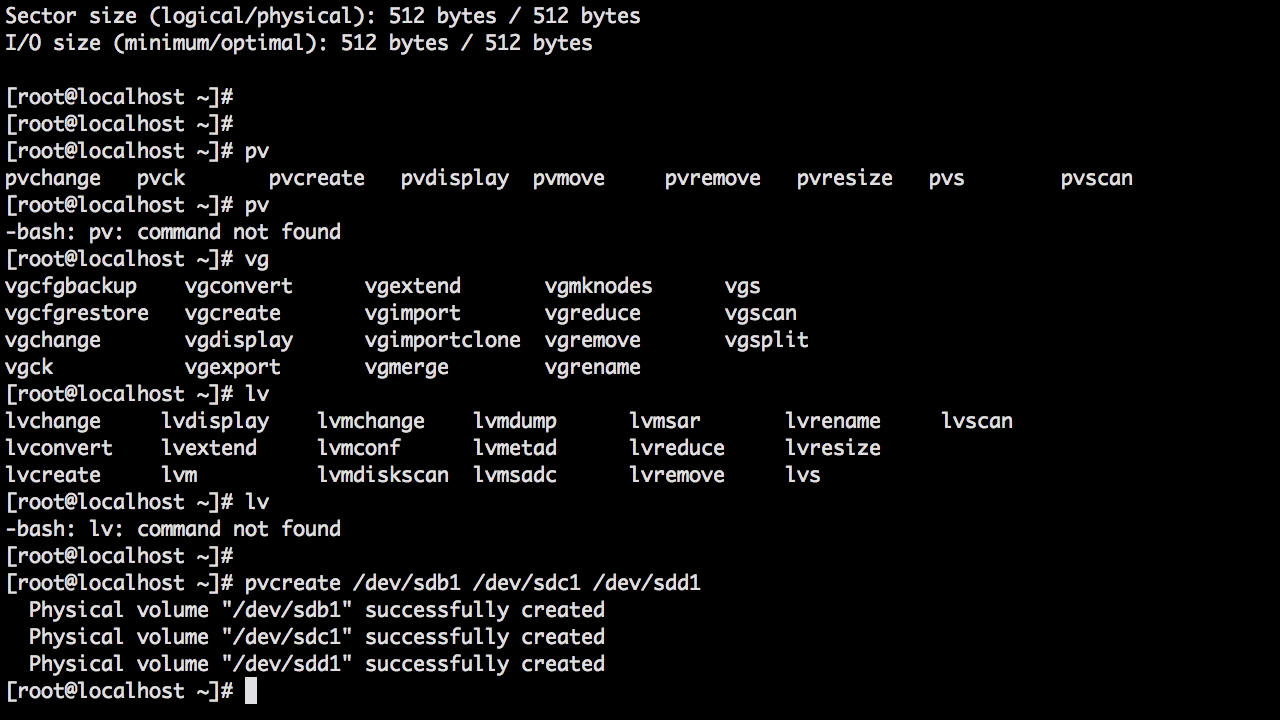 Sector size (logical/physical): 512 bytes / 512 bytes
I/O size (minimum/optimal): 512 bytes / 512 bytes
[root@localhost ~]#
[root@localhost ~]#
[root@localhost ~]# pv
pvchange   pvck       pvcreate   pvdisplay  pvmove     pvremove   pvresize   pvs        pvscan
[root@localhost ~]# pv
-bash: pv: command not found
[root@localhost ~]# vg
vgcfgbackup    vgconvert      vgextend       vgmknodes      vgs
vgcfgrestore   vgcreate       vgimport       vgreduce       vgscan
vgchange       vgdisplay      vgimportclone  vgremove       vgsplit
vgck           vgexport       vgmerge        vgrename
[root@localhost ~]# lv
lvchange     lvdisplay    lvmchange    lvmdump      lvmsar       lvrename     lvscan
lvconvert    lvextend     lvmconf      lvmetad      lvreduce     lvresize
lvcreate     lvm          lvmdiskscan  lvmsadc      lvremove     lvs
[root@localhost ~]# lv
-bash: lv: command not found
[root@localhost ~]#
[root@localhost ~]# pvcreate /dev/sdb1 /dev/sdc1 /dev/sdd1
  Physical volume "/dev/sdb1" successfully created
  Physical volume "/dev/sdc1" successfully created
  Physical volume "/dev/sdd1" successfully created
[root@localhost ~]#